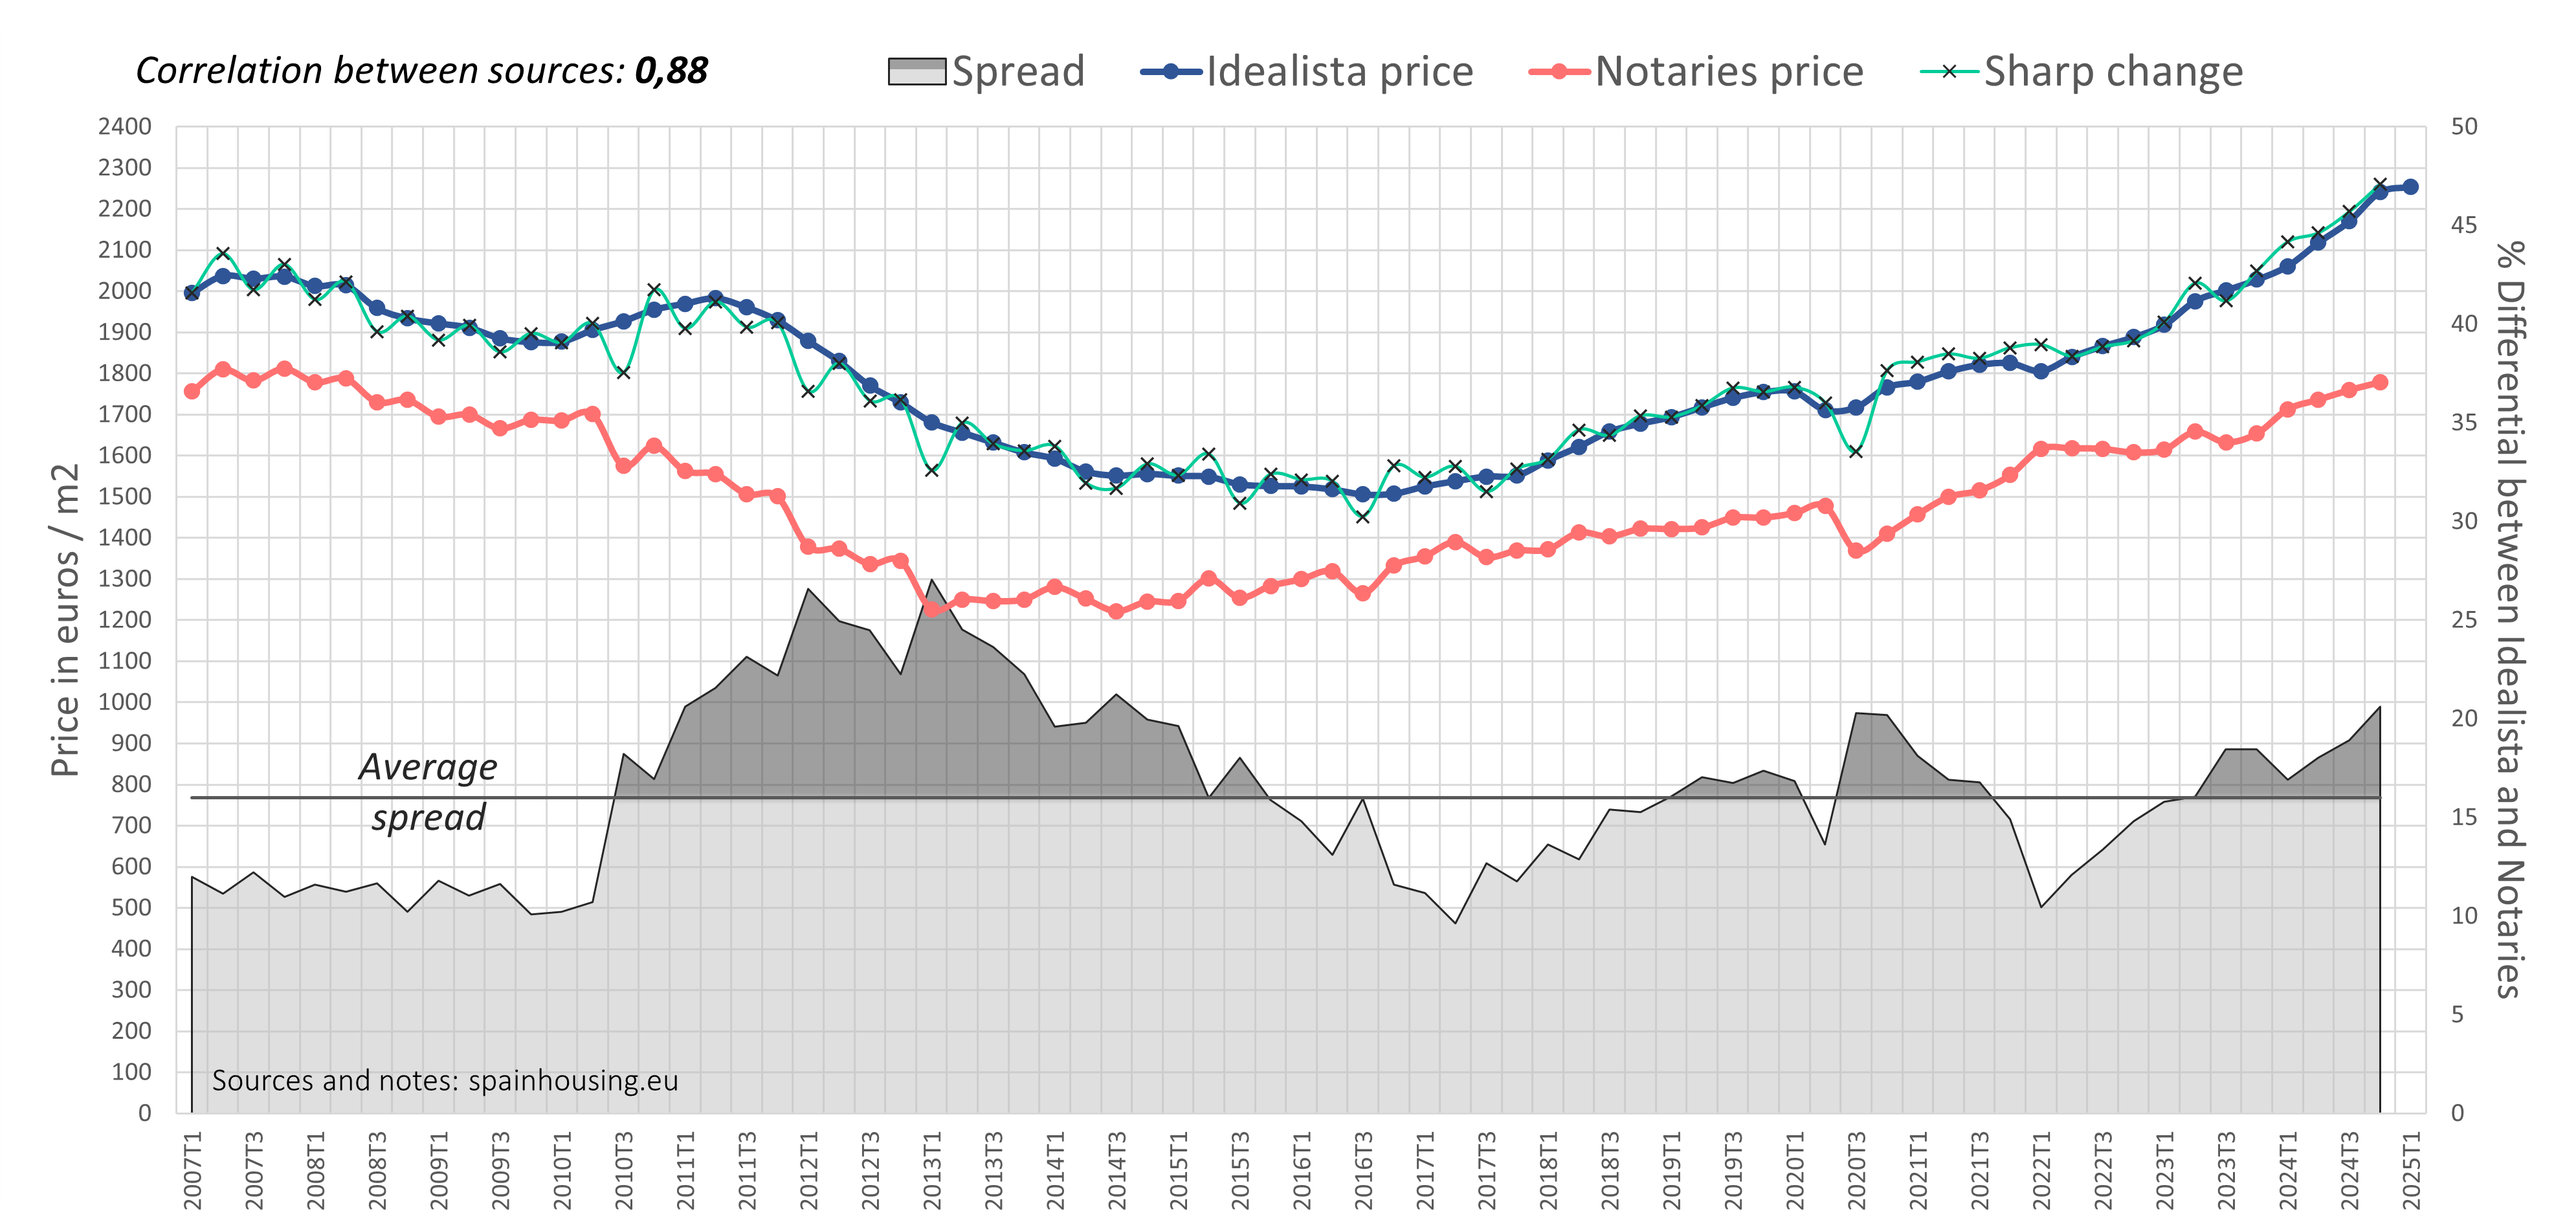 Correlation between sources: 0,88
Spread
Idealista price
Notaries price
Sharp change
2400
2300
2200
2100
2000
1900
1800
1700
1600
1500
1400
1300
1200
1100
1000
900
800
700
600
500
400
300
200
100
0
Price in euros / m2
50
45
40
35
30
25
20
15
10
5
0
% Differential between Idealista and Notaries
Average
spread
Sources and notes: spainhousing.eu
2007T1
2007T3
2008T1
2008T3
2009T1
2009T3
2010T1
2010T3
2011T1
2011T3
2012T1
2012T3
2013T1
2013T3
2014T1
2014T3
2015T1
2015T3
2016T1
2016T3
2017T1
2017T3
2018T1
2018T3
2019T1
2019T3
2020T1
2020T3
2021T1
2021T3
2022T1
2022T3
2023T1
2023T3
2024T1
2024T3
2025T1